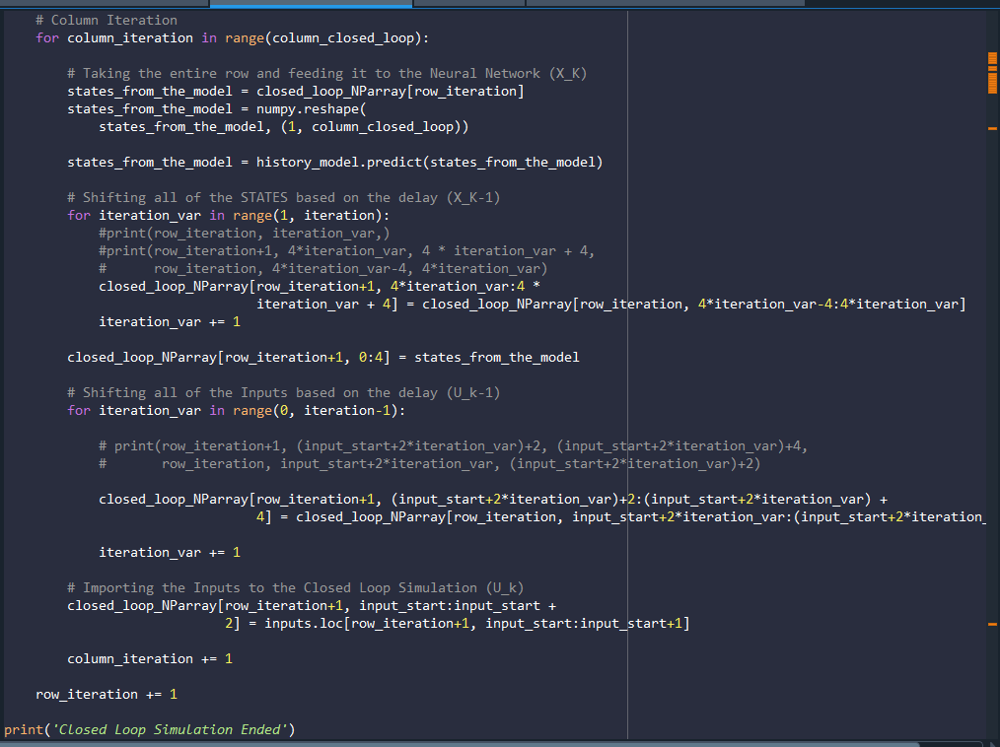 # Column Iteration
for column_iteration in range(column_closed_loop):
# Taking the entire row and feeding it to the Neural Network (X_K)
states_from_the_model = closed_loop_NParray[row_iteration]
states_from_the_model = numpy.reshape(
states_from_the_model, (1, column_closed_loop))
states_from_the_model = history_model.predict(states_from_the_model)
# Shifting all of the STATES based on the delay (X_K-1)
for iteration_var in range(1, iteration):
#print(row_iteration, iteration_var,)
#print(row_iteration+1, 4*iteration_var, 4 * iteration_var + 4,
#      row_iteration, 4*iteration_var-4, 4*iteration_var)
closed_loop_NParray[row_iteration+1, 4*iteration_var:4 *
iteration_var + 4] = closed_loop_NParray[row_iteration, 4*iteration_var-4:4*iteration_var]
iteration_var += 1
closed_loop_NParray[row_iteration+1, 0:4] = states_from_the_model
# Shifting all of the Inputs based on the delay (U_k-1)
for iteration_var in range(0, iteration-1):
# print(row_iteration+1, (input_start+2*iteration_var)+2, (input_start+2*iteration_var)+4,
#       row_iteration, input_start+2*iteration_var, (input_start+2*iteration_var)+2)
closed_loop_NParray[row_iteration+1, (input_start+2*iteration_var)+2:(input_start+2*iteration_var) +
4] = closed_loop_NParray[row_iteration, input_start+2*iteration_var:(input_start+2*iteration_
iteration_var += 1
# Importing the Inputs to the Closed Loop Simulation (U_k)
closed_loop_NParray[row_iteration+1, input_start:input_start +
2] = inputs.loc[row_iteration+1, input_start:input_start+1]
column_iteration += 1
row_iteration += 1
print('Closed Loop Simulation Ended')